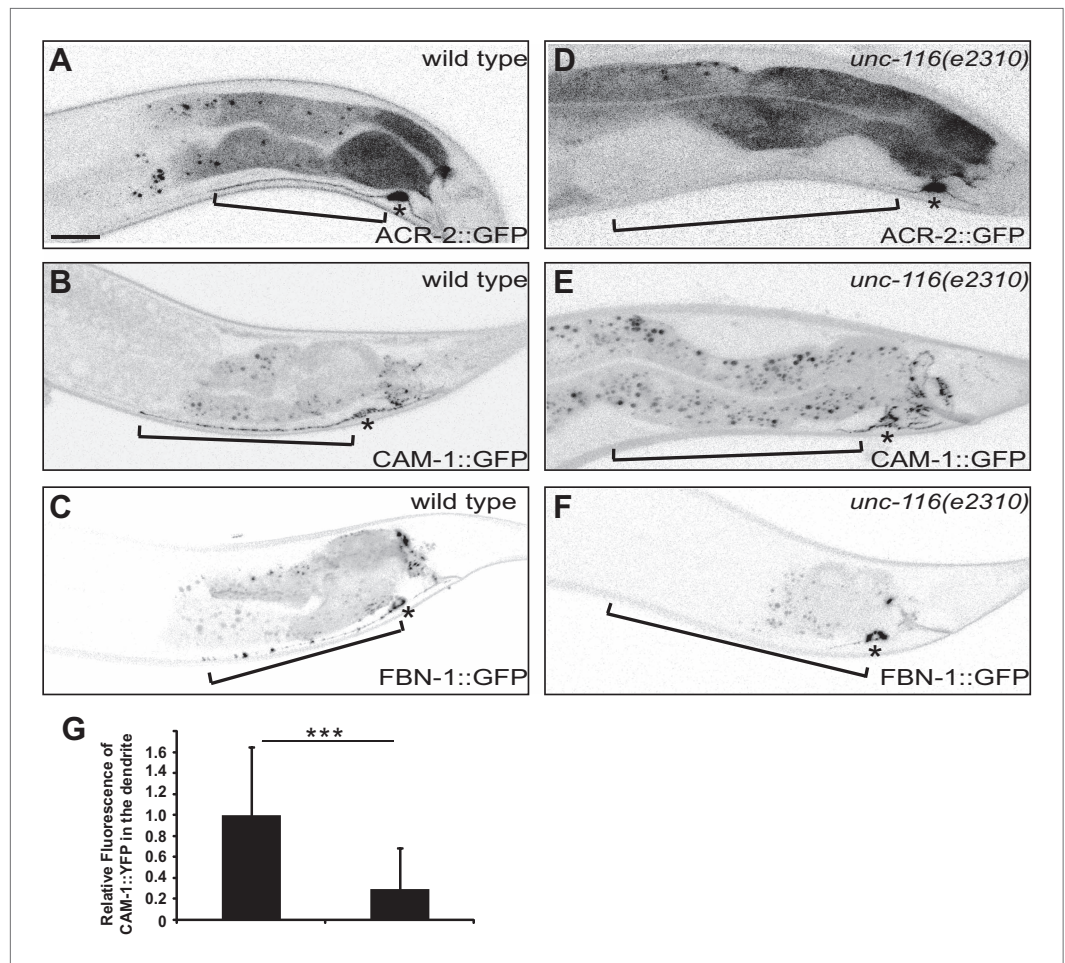 A
wild type
*
ACR-2::GFP
D
unc-116(e2310)
*
ACR-2::GFP
B
wild type
*
CAM-1::GFP
E
unc-116(e2310)
*
CAM-1::GFP
C
wild type
*
FBN-1::GFP
F
unc-116(e2310)
*
FBN-1::GFP
G
Relative Fluorescence of
CAM-1::YFP in the dendrite
1.6
1.4
1.2
1.0
0.8
0.6
0.4
0.2
0
***